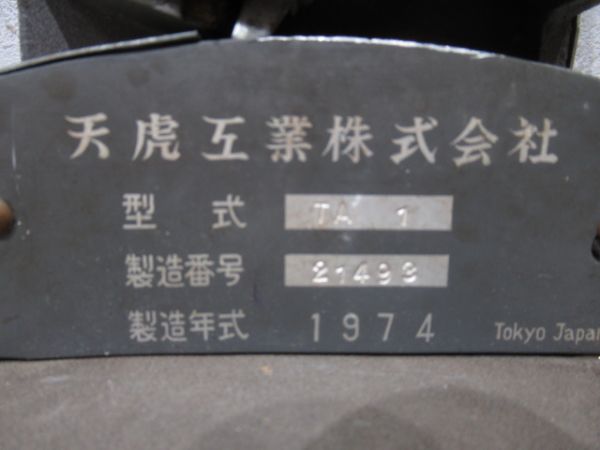 天虎工業株式会社
型式 TA 1
製造番号 21493
製造年式 1974
Tokyo Japan